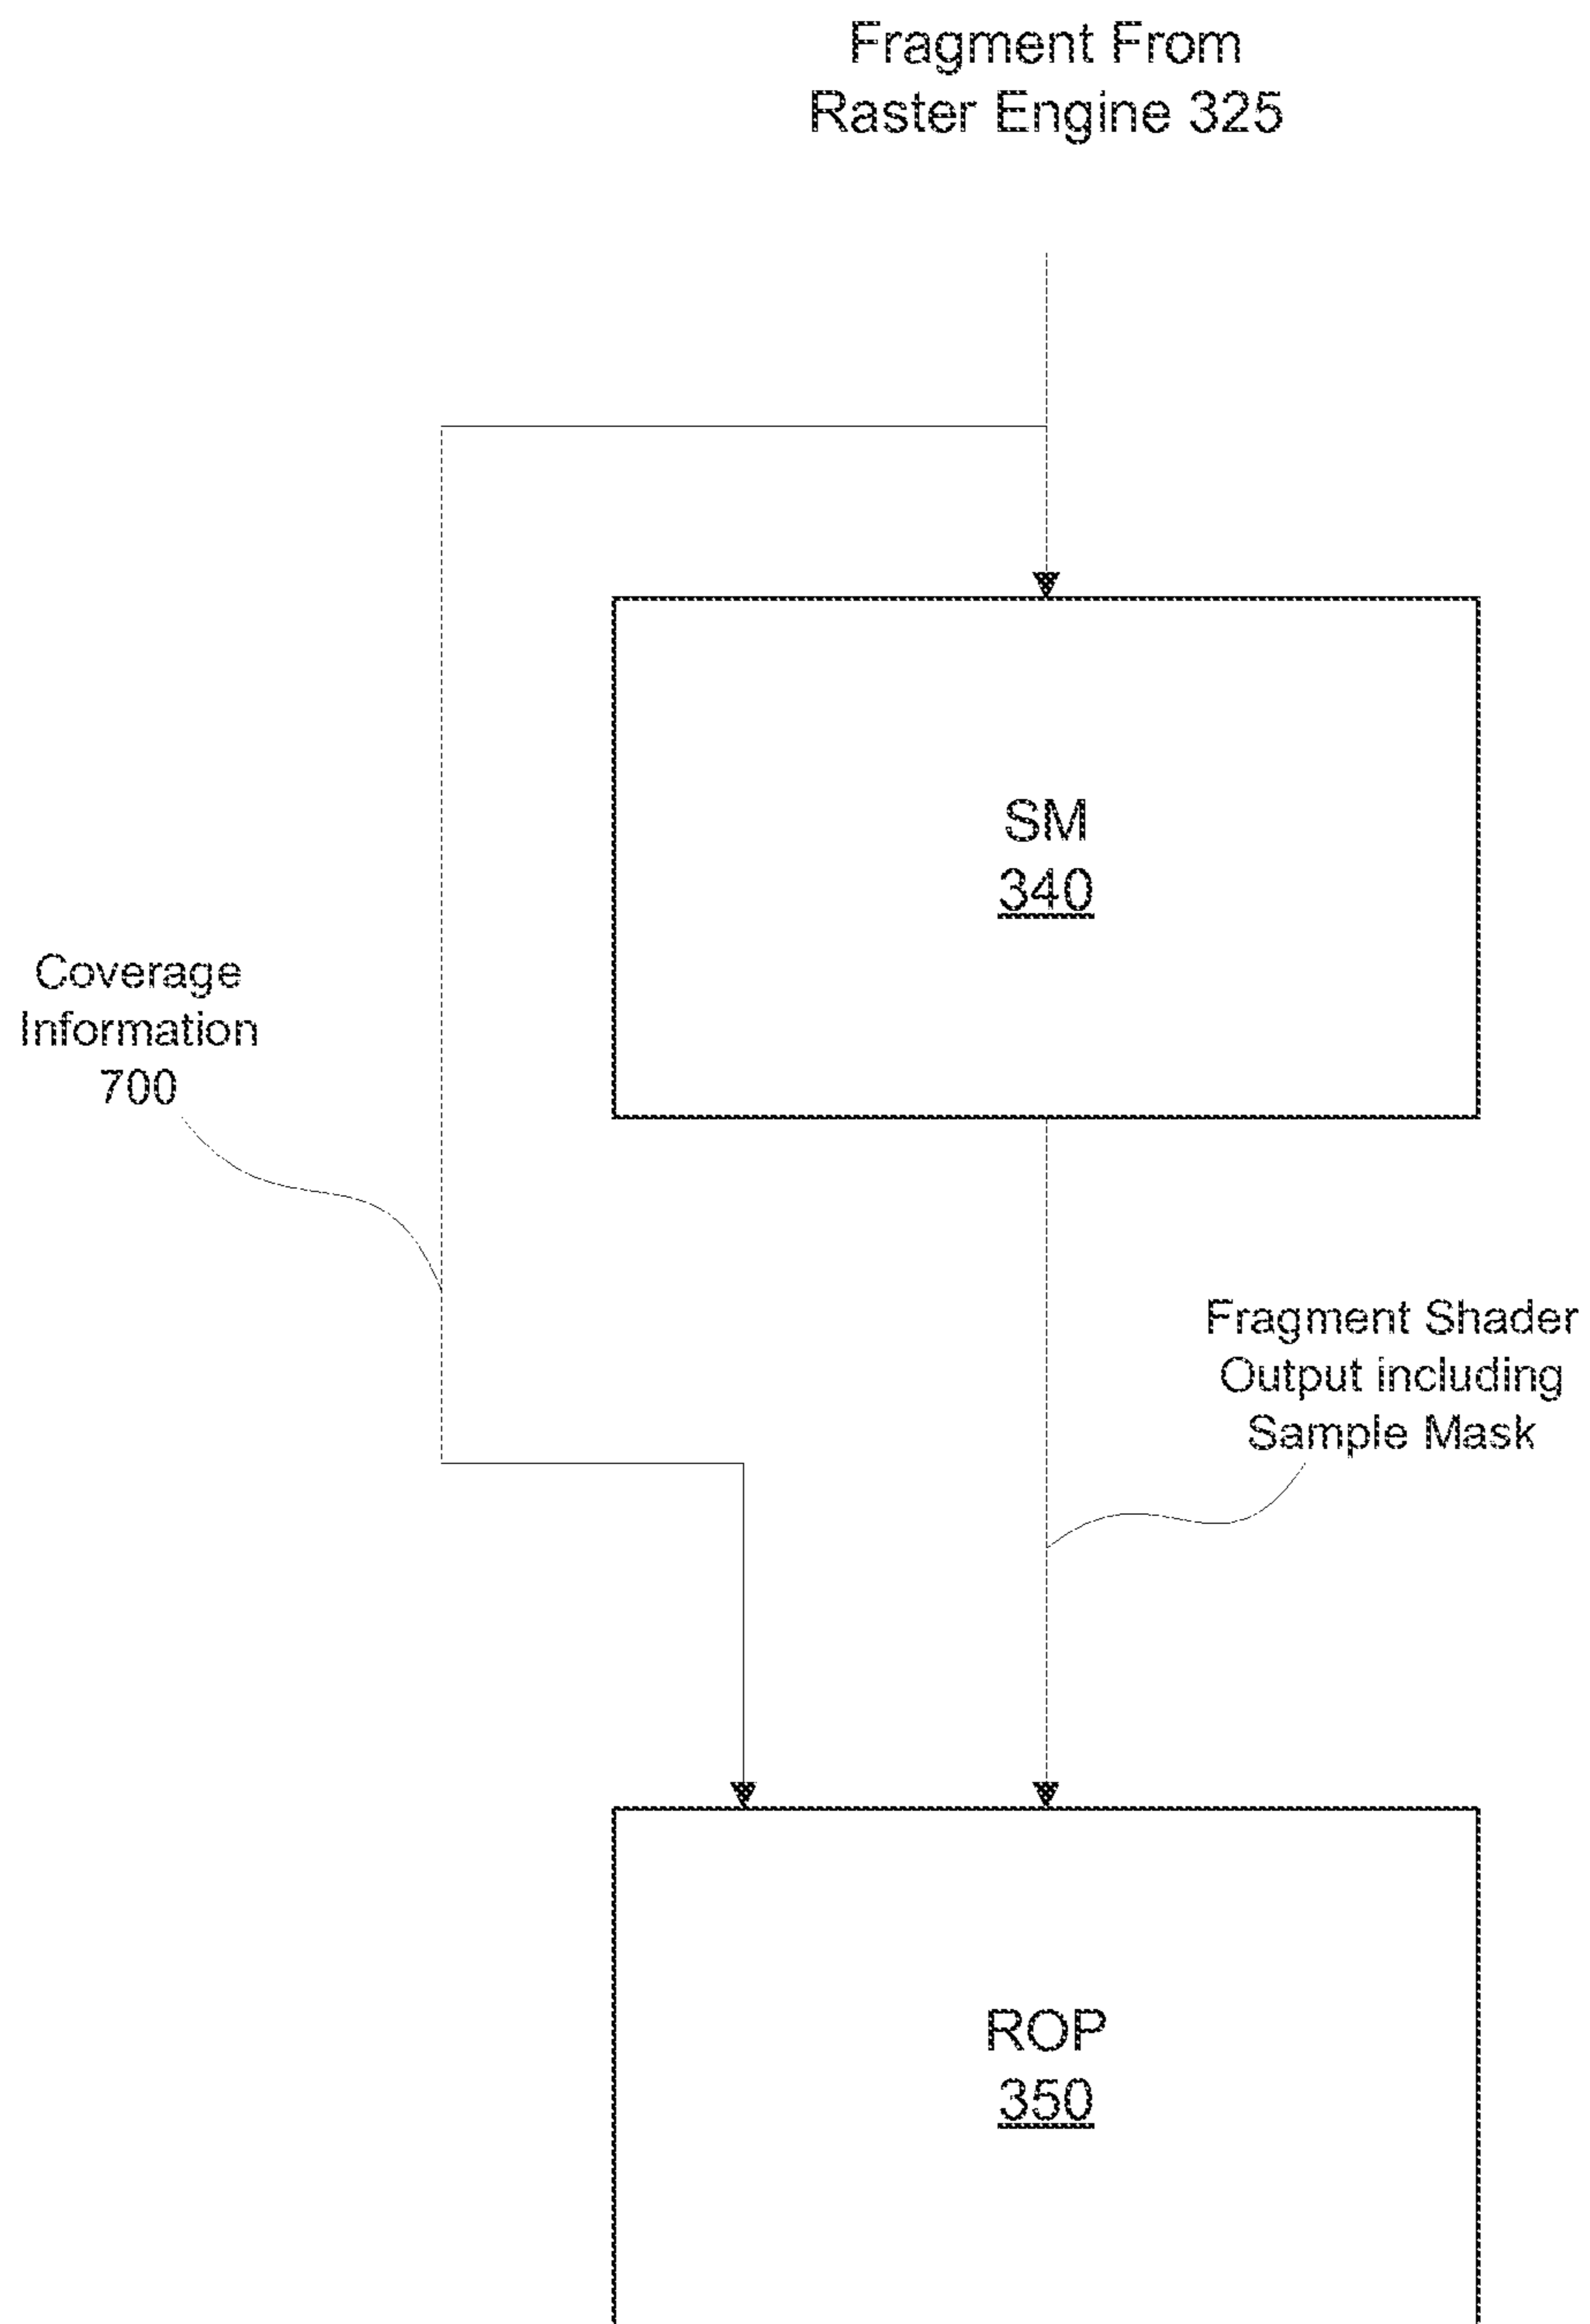 Fragment From
Raster Engine 325
SM
340
Coverage
Information
700
Fragment Shader
Output including
Sample Mask
ROP
350